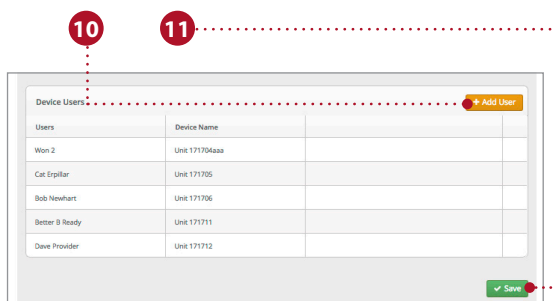 10 11
Device Users + Add User
Users Device Name
Won 2 Unit 171704aaa
Cat Erpillar Unit 171705
Bob Newhart Unit 171706
Better B Ready Unit 171711
Dave Provider Unit 171712
✓ Save